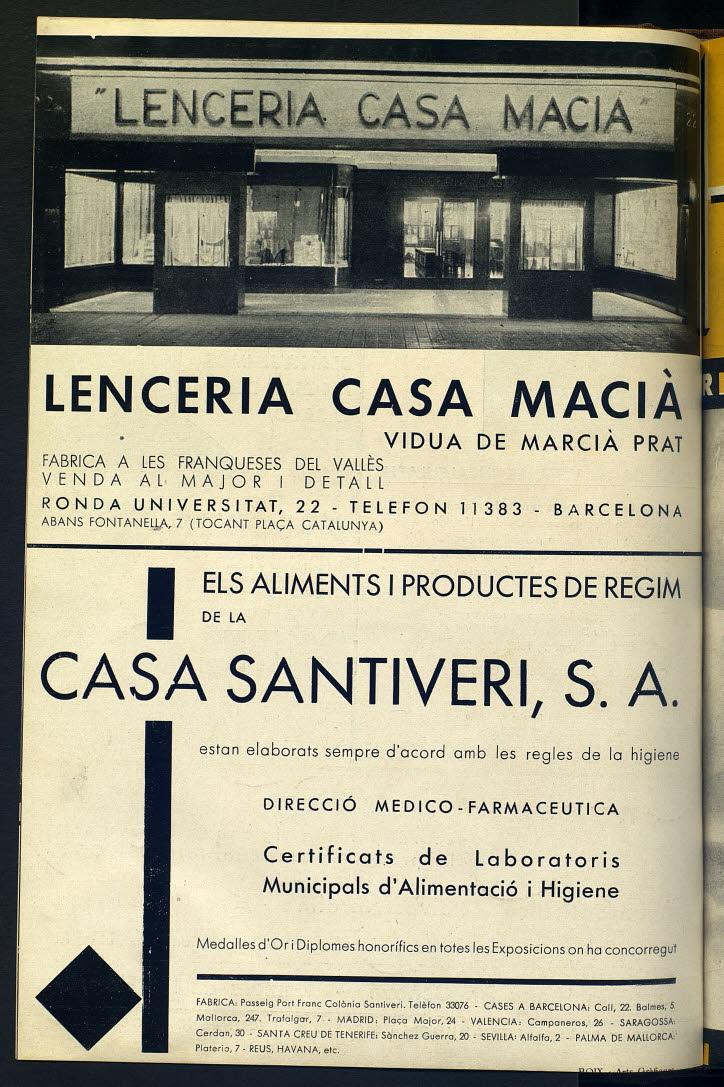 "LENCERIA CASA MACIA"
22
LENCERIA CASA MACIÀ
VIDUA DE MARCIÀ PRAT
FABRICA A LES FRANQUESES DEL VALLÈS
VENDA AL MAJOR I DETALL
RONDA UNIVERSITAT, 22 - TELEFON 11383 - BARCELONA
ABANS FONTANELLA, 7 (TOCANT PLAÇA CATALUNYA)
ELS ALIMENTS I PRODUCTES DE REGIM
DE LA
CASA SANTIVERI, S. A.
estan elaborats sempre d'acord amb les regles de la higiene
DIRECCIÓ MEDICO-FARMACEUTICA
Certificats de Laboratoris
Municipals d'Alimentació i Higiene
Medalles d'Or i Diplomes honorífics en totes les Exposicions on ha concorregut
FABRICA: Passeig Port Franc Colònia Santiveri. Telèfon 33076 - CASES A BARCELONA: Call, 22. Balmes, 5.
Mallorca, 247. Trafalgar, 7 - MADRID: Plaça Major, 24 - VALENCIA: Campaneros, 26 - SARAGOSSA:
Cerdan, 30 - SANTA CREU DE TENERIFE: Sànchez Guerra, 20 - SEVILLA: Alfalfa, 2 - PALMA DE MALLORCA:
Plateria, 7 - REUS, HAVANA, etc.